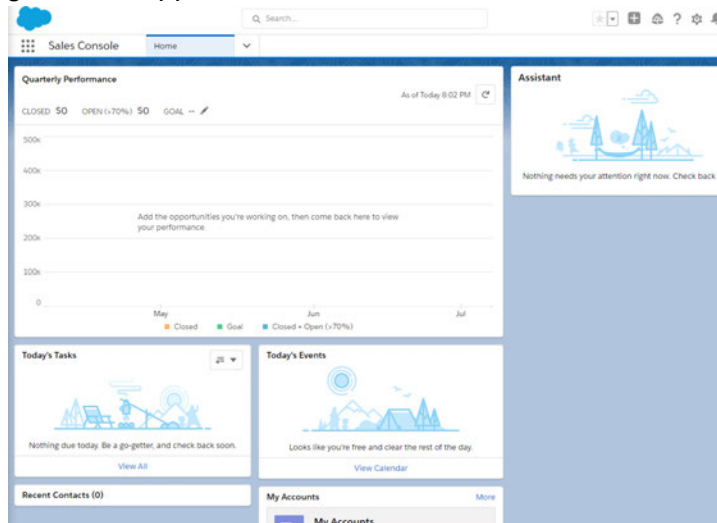 Search...
Sales Console
Home
Quarterly Performance
As of Today 8:02 PM
CLOSED $0 OPEN (>70%) $0 GOAL --
500K
400K
300K
Add the opportunities you're working on, then come back here to view
your performance.
200K
100K
0
May Jun Jul
Closed Goal Closed + Open (>70%)
Assistant
Nothing needs your attention right now. Check back
Today's Tasks
Nothing due today. Be a go-getter, and check back soon.
View All
Today's Events
Looks like you're free and clear the rest of the day.
View Calendar
Recent Contacts (0)
My Accounts More
My Accounts